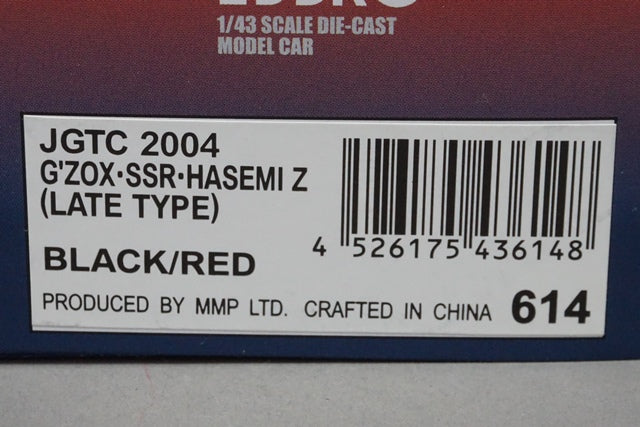 1/43 SCALE DIE-CAST
MODEL CAR
JGTC 2004
G'ZOX·SSR·HASEMI Z
(LATE TYPE)
BLACK/RED
4 526175 436148
PRODUCED BY MMP LTD. CRAFTED IN CHINA 614